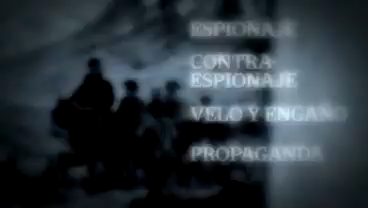 ESPIONAJE
CONTRA-
ESPIONAJE
VELO Y ENGAÑO
PROPAGANDA